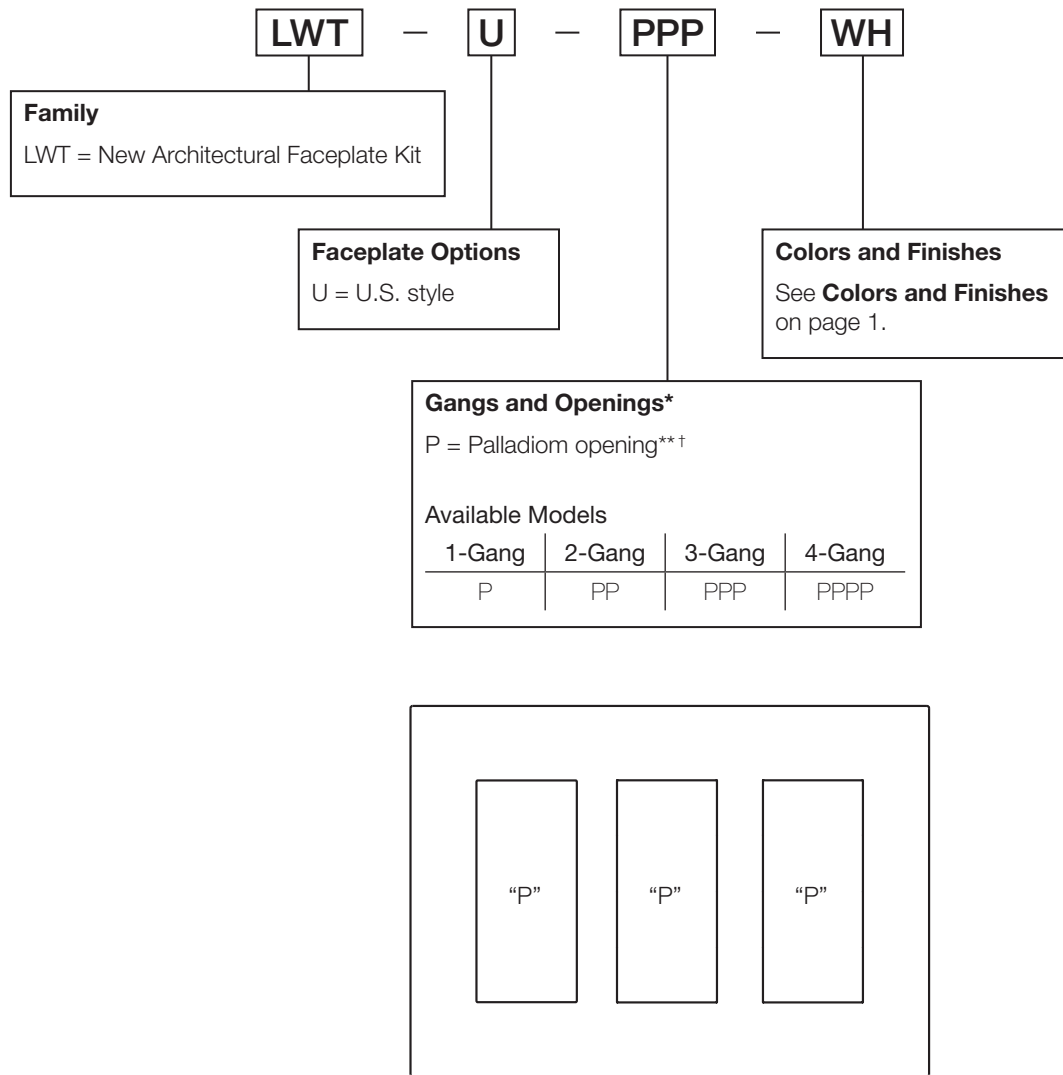 LWT – U – PPP – WH
Family
LWT = New Architectural Faceplate Kit
Faceplate Options
U = U.S. style
Colors and Finishes
See Colors and Finishes
on page 1.
Gangs and Openings*
P = Palladiom opening** †
Available Models
1-Gang 2-Gang 3-Gang 4-Gang
P PP PPP PPPP
“P” “P” “P”